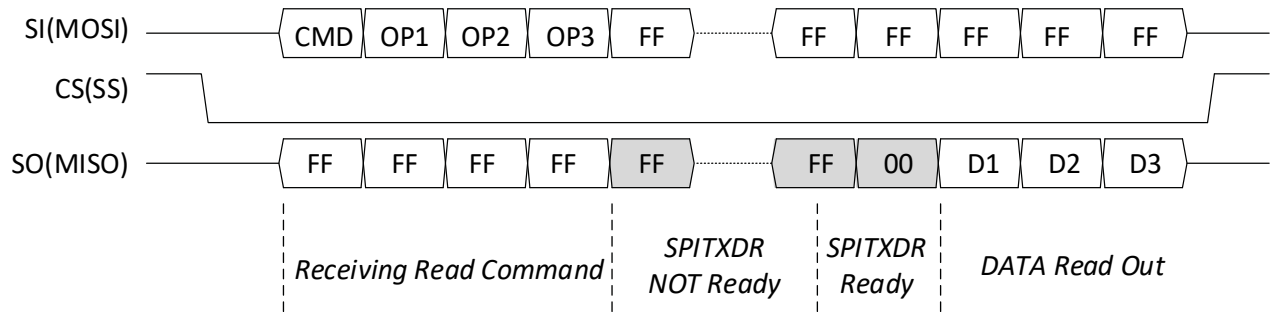 SI(MOSI) CMD OP1 OP2 OP3 FF FF FF FF FF FF
CS(SS)
SO(MISO) FF FF FF FF FF FF 00 D1 D2 D3
Receiving Read Command
SPITXDR
NOT Ready
SPITXDR
Ready
DATA Read Out